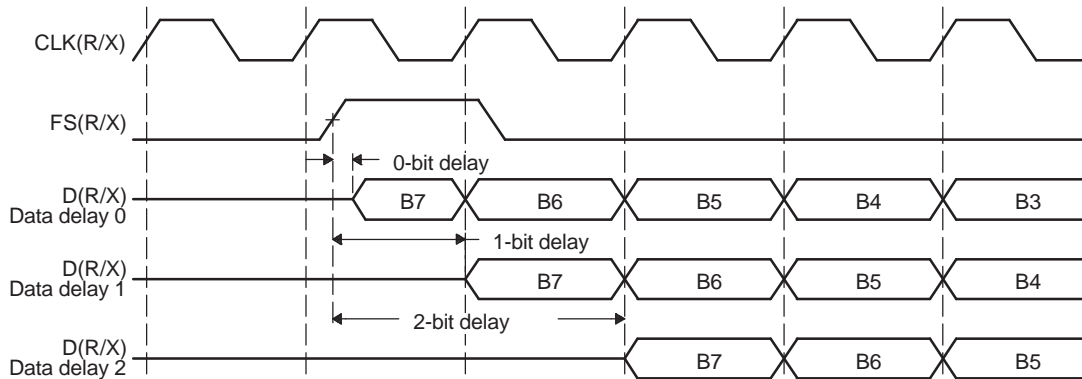 CLK(R/X)
FS(R/X)
0-bit delay
D(R/X)
Data delay 0
B7 B6 B5 B4 B3
1-bit delay
D(R/X)
Data delay 1
B7 B6 B5 B4
2-bit delay
D(R/X)
Data delay 2
B7 B6 B5